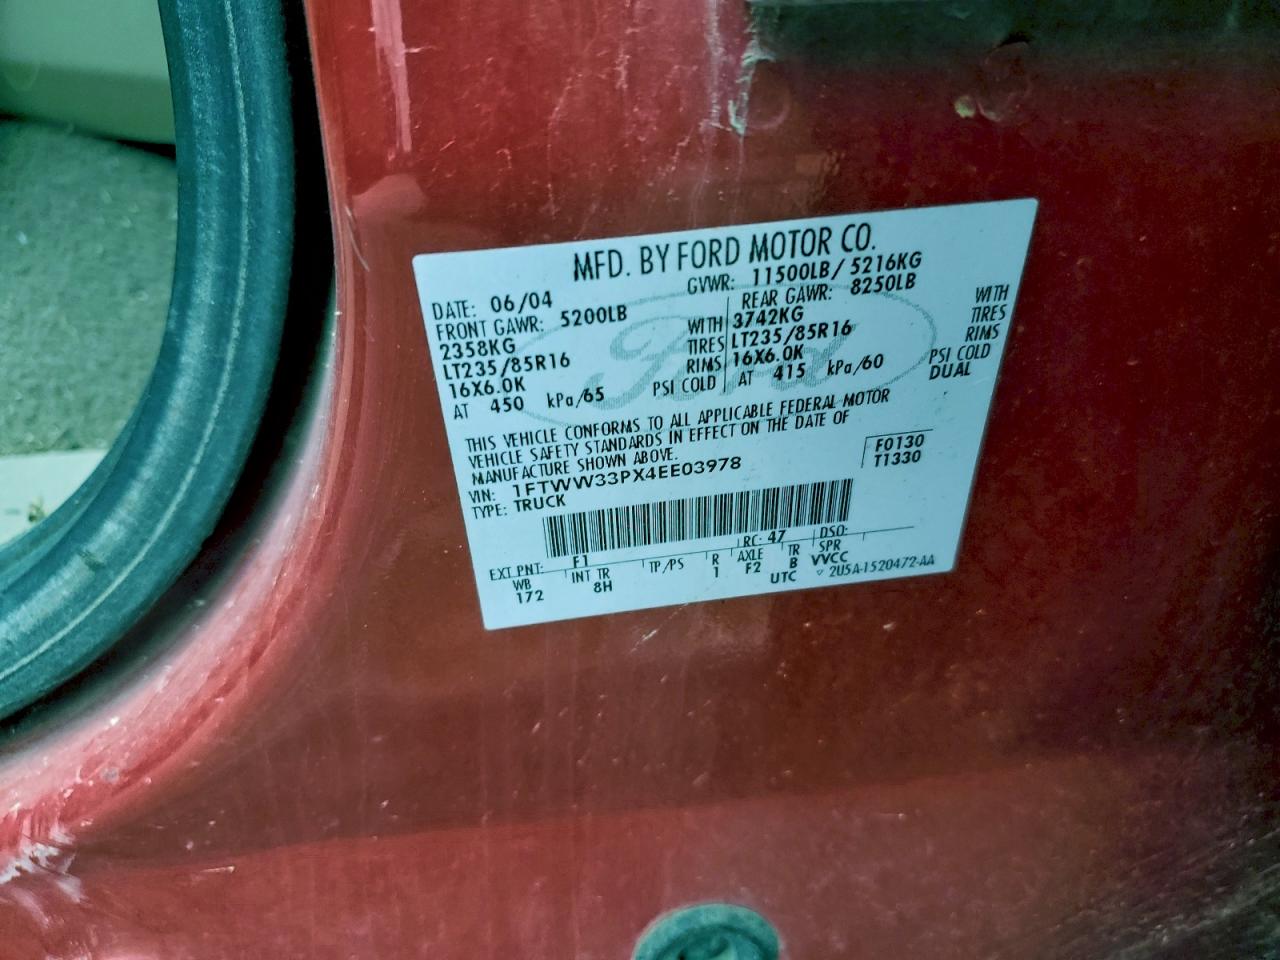 MFD. BY FORD MOTOR CO.
DATE: 06/04 GVWR: 11500LB/ 5216KG
FRONT GAWR: 5200LB REAR GAWR: 8250LB
2358KG WITH 3742KG WITH
LT235/85R16 TIRES LT235/85R16 TIRES
16X6.0K RIMS 16X6.0K RIMS
AT 450 kPa/65 PSI COLD AT 415 kPa/60 PSI COLD
DUAL
THIS VEHICLE CONFORMS TO ALL APPLICABLE FEDERAL MOTOR
VEHICLE SAFETY STANDARDS IN EFFECT ON THE DATE OF
MANUFACTURE SHOWN ABOVE.
VIN: 1FTWW33PX4EE03978 F0130
TYPE: TRUCK T1330
EXT PNT: F1 RC: 47 DSO:
WB INT TR TP/PS R AXLE TR SPR
172 8H 1 F2 B VVCC
UTC ▽ 2U5A-1520472-AA
Ford